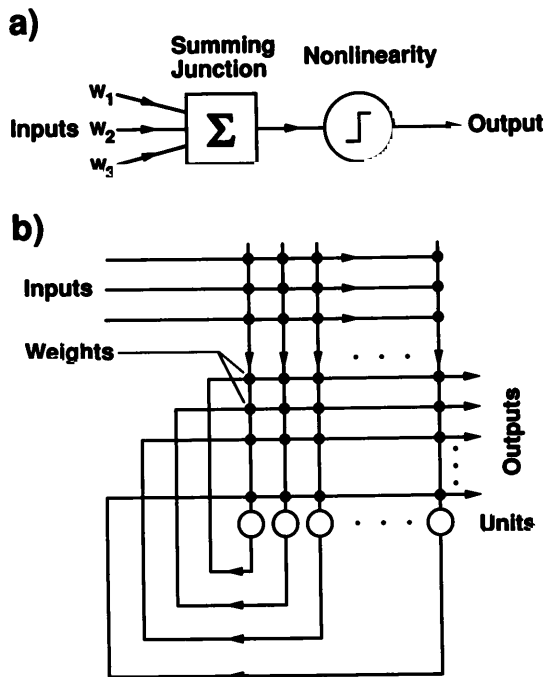 a)
Summing
Junction
Nonlinearity
Inputs
w1
w2
w3
Σ
Output
b)
Inputs
Weights
. . .
Outputs
. . .
Units